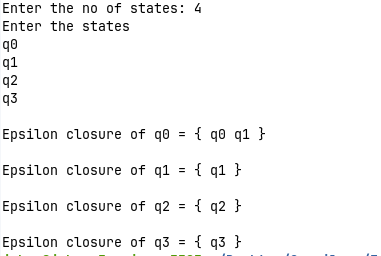 Enter the no of states: 4
Enter the states
q0
q1
q2
q3
Epsilon closure of q0 = { q0 q1 }
Epsilon closure of q1 = { q1 }
Epsilon closure of q2 = { q2 }
Epsilon closure of q3 = { q3 }